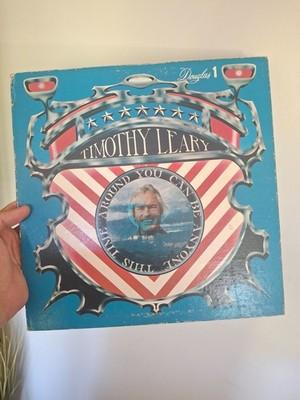 Douglas 1
TIMOTHY LEARY
YOU CAN BE ANYONE THIS TIME AROUND